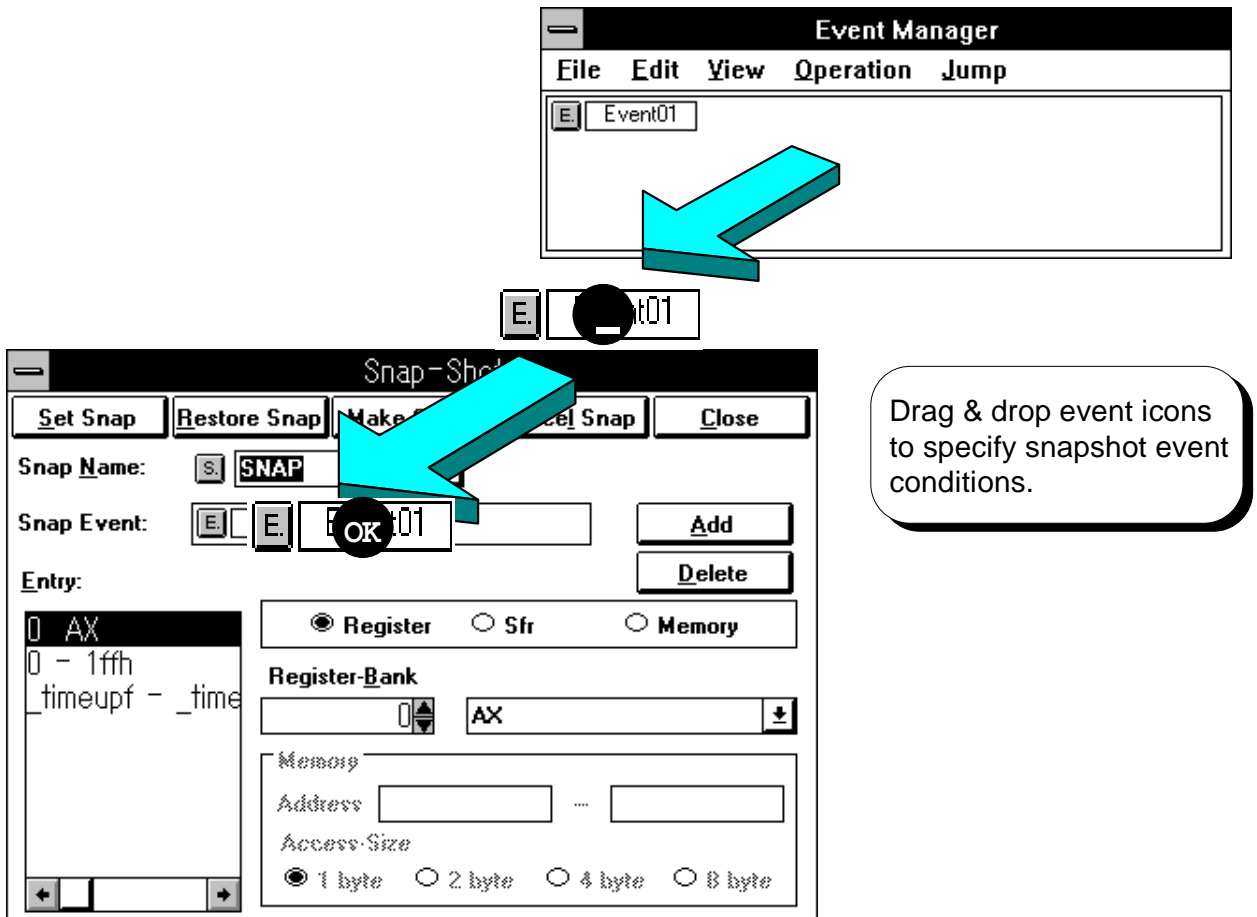 Event Manager
File Edit View Operation Jump
E. Event01
E. t01
Snap-Shot
Set Snap Restore Snap Make Snap Close
Snap Name: S. SNAP
Snap Event: E. E. OK 01 Add
Delete
Entry:
0 AX
0 - 1ffh
_timeupf - _time
Register Sfr Memory
Register-Bank
0 AX
Memory
Address ...
Access-Size
1 byte 2 byte 4 byte 8 byte
Drag & drop event icons
to specify snapshot event
conditions.